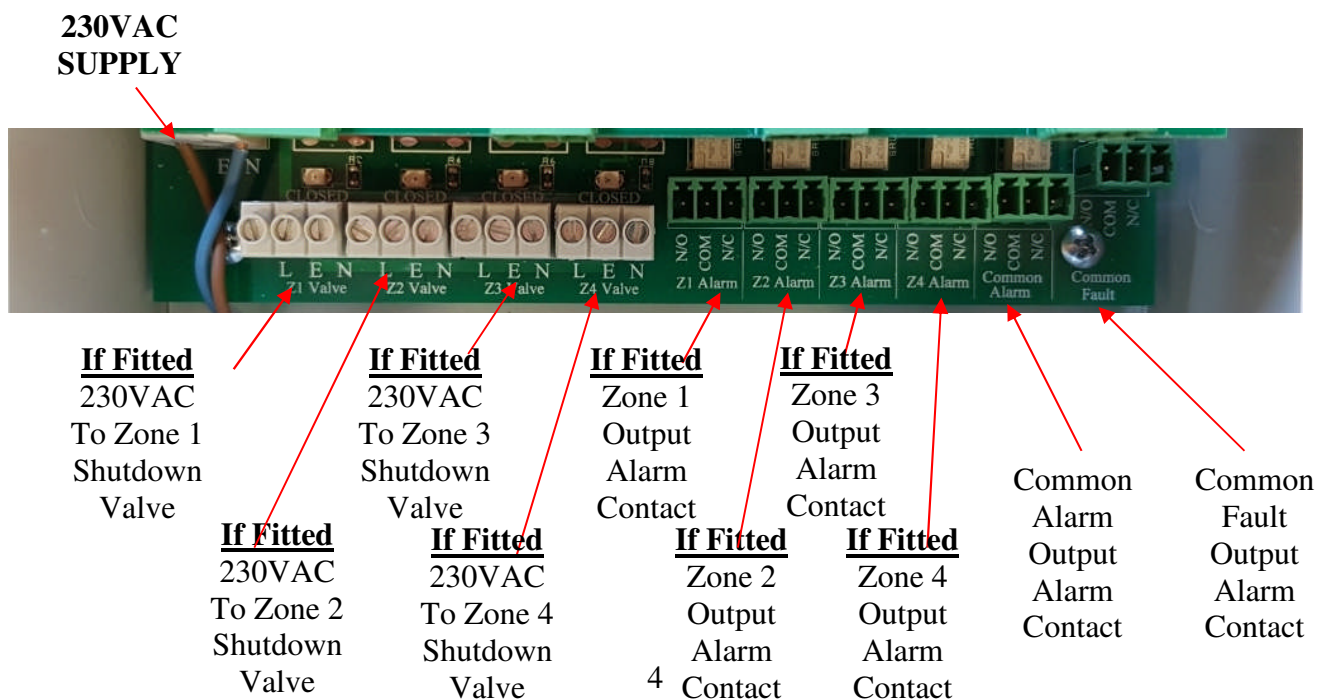 230VAC
SUPPLY
E N
R2
R4
R6
R8
CLOSED CLOSED CLOSED CLOSED
L E N L E N L E N L E N
Z1 Valve Z2 Valve Z3 Valve Z4 Valve
N/O COM N/C N/O COM N/C N/O COM N/C N/O COM N/C N/O COM N/C N/O COM N/C
Z1 Alarm Z2 Alarm Z3 Alarm Z4 Alarm Common Alarm Common Fault
If Fitted
230VAC
To Zone 1
Shutdown
Valve
If Fitted
230VAC
To Zone 2
Shutdown
Valve
If Fitted
230VAC
To Zone 3
Shutdown
Valve
If Fitted
230VAC
To Zone 4
Shutdown
Valve
If Fitted
Zone 1
Output
Alarm
Contact
If Fitted
Zone 2
Output
Alarm
Contact
If Fitted
Zone 3
Output
Alarm
Contact
If Fitted
Zone 4
Output
Alarm
Contact
Common
Alarm
Output
Alarm
Contact
Common
Fault
Output
Alarm
Contact
4